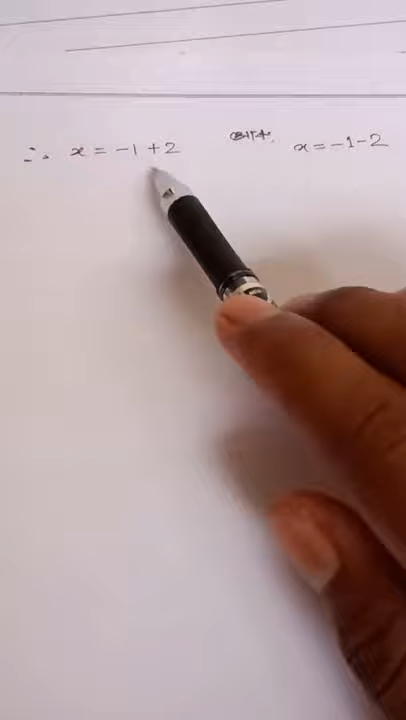 ∴ x = -1 + 2 x = -1 - 2